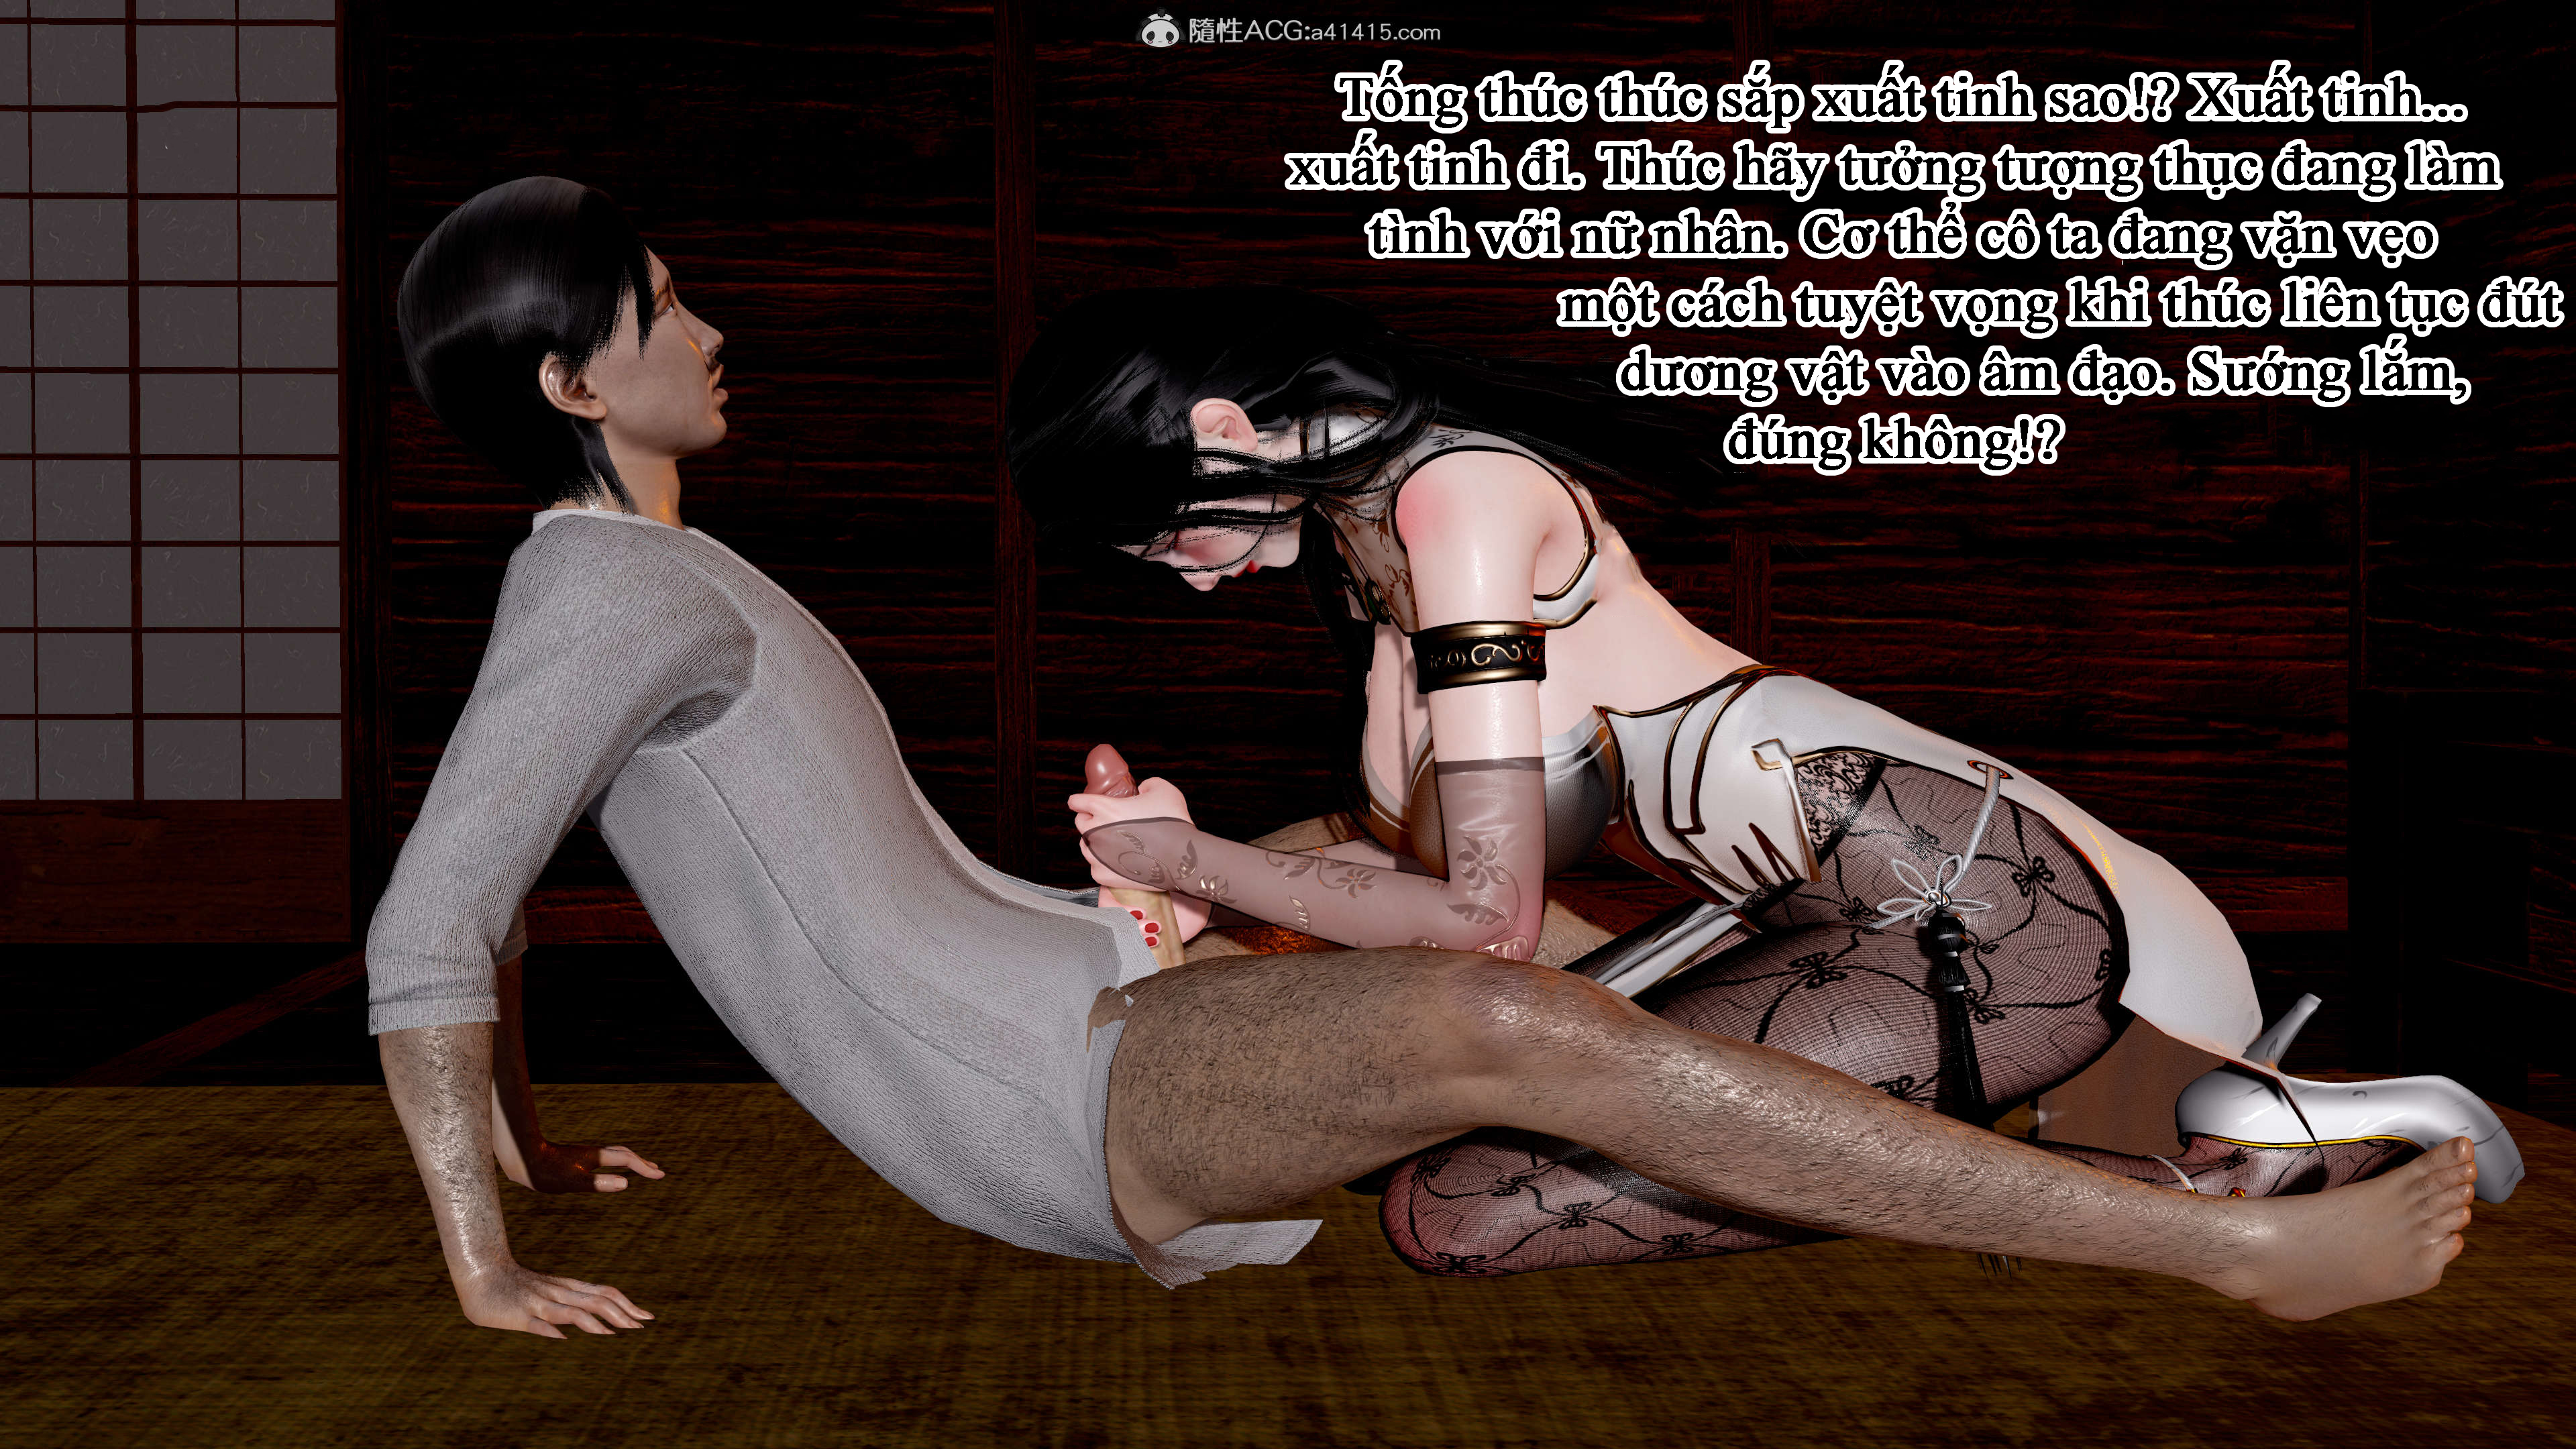 隨性ACG:a41415.com
Tống thúc thúc sắp xuất tinh sao!? Xuất tinh...
xuất tinh đi. Thúc hãy tưởng tượng thục đang làm
tình với nữ nhân. Cơ thể cô ta đang vặn vẹo
một cách tuyệt vọng khi thúc liên tục đút
dương vật vào âm đạo. Sướng lắm,
đúng không!?